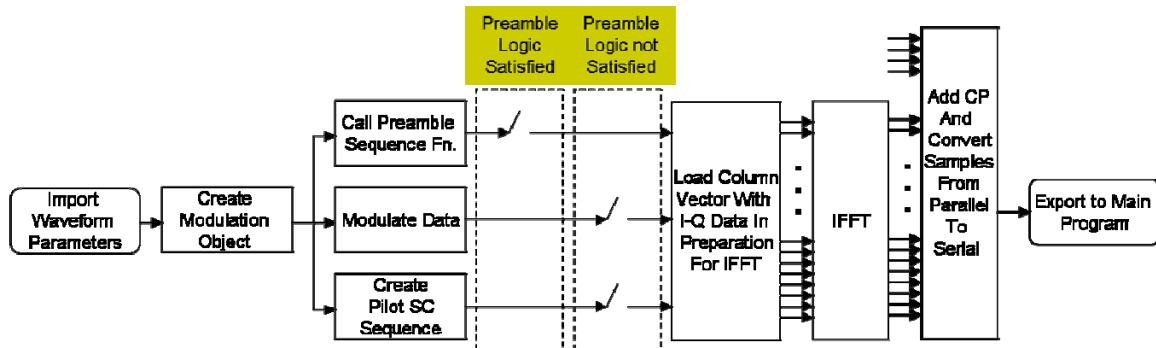 Preamble
Logic
Satisfied
Preamble
Logic not
Satisfied
Import
Waveform
Parameters
Create
Modulation
Object
Call Preamble
Sequence Fn.
Modulate Data
Create
Pilot SC
Sequence
Load Column
Vector With
I-Q Data In
Preparation
For IFFT
IFFT
Add CP
And
Convert
Samples
From
Parallel
To
Serial
Export to Main
Program